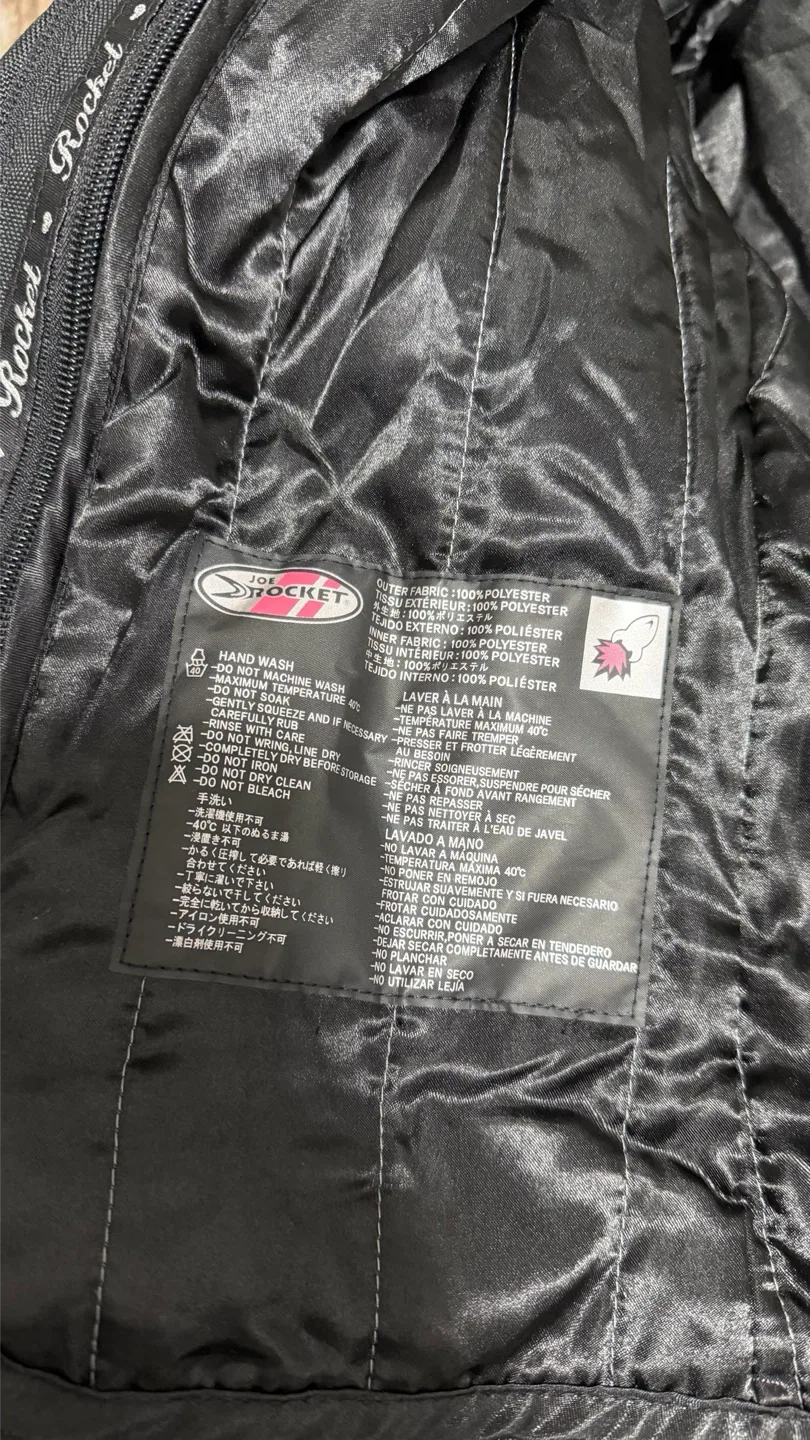 Rocket
Rocket
JOE
ROCKET®
OUTER FABRIC :100%POLYESTER
TISSU EXTÉRIEUR:100% POLYESTER
外生地: 100%ポリエステル
TEJIDO EXTERNO: 100% POLIÉSTER
INNER FABRIC : 100% POLYESTER
TISSU INTÉRIEUR: 100% POLYESTER
中生地: 100%ポリエステル
TEJIDO INTERNO: 100% POLIÉSTER
40
HAND WASH
-DO NOT MACHINE WASH
-MAXIMUM TEMPERATURE 40℃
-DO NOT SOAK
-GENTLY SQUEEZE AND IF NECESSARY
CAREFULLY RUB
-RINSE WITH CARE
-DO NOT WRING, LINE DRY
-COMPLETELY DRY BEFORE STORAGE
-DO NOT IRON
-DO NOT DRY CLEAN
-DO NOT BLEACH
手洗い
-洗濯機使用不可
-40℃ 以下のぬるま湯
-浸置き不可
-かるく圧搾して必要であれば軽く擦り
合わせてください
-丁寧に濯いで下さい
-絞らないで干してください
-完全に乾いてから収納してください
-アイロン使用不可
-ドライクリーニング不可
-漂白剤使用不可
LAVER À LA MAIN
-NE PAS LAVER À LA MACHINE
-TEMPÉRATURE MAXIMUM 40℃
-NE PAS FAIRE TREMPER
-PRESSER ET FROTTER LÉGÈREMENT
AU BESOIN
-RINCER SOIGNEUSEMENT
-NE PAS ESSORER,SUSPENDRE POUR SÉCHER
-SÉCHER À FOND AVANT RANGEMENT
-NE PAS REPASSER
-NE PAS NETTOYER À SEC
-NE PAS TRAITER À L'EAU DE JAVEL
LAVADO A MANO
-NO LAVAR A MÁQUINA
-TEMPERATURA MÁXIMA 40℃
-NO PONER EN REMOJO
-ESTRUJAR SUAVEMENTE Y SI FUERA NECESARIO
FROTAR CON CUIDADO
-FROTAR CUIDADOSAMENTE
-ACLARAR CON CUIDADO
-NO ESCURRIR,PONER A SECAR EN TENDEDERO
-DEJAR SECAR COMPLETAMENTE ANTES DE GUARDAR
-NO PLANCHAR
-NO LAVAR EN SECO
-NO UTILIZAR LEJÍA